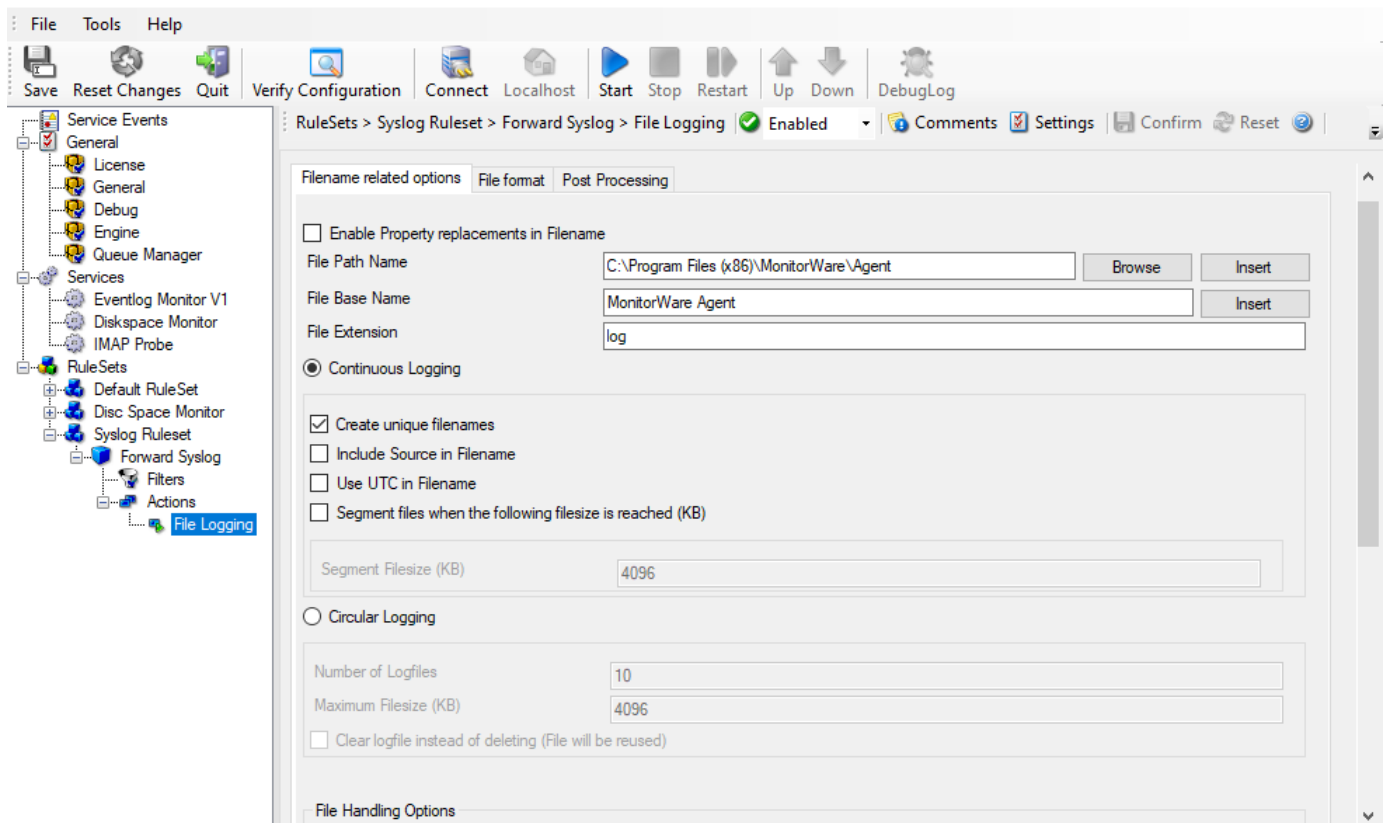 File Tools Help
Save Reset Changes Quit Verify Configuration Connect Localhost Start Stop Restart Up Down DebugLog
RuleSets > Syslog Ruleset > Forward Syslog > File Logging Enabled Comments Settings Confirm Reset
Service Events
General
License
General
Debug
Engine
Queue Manager
Services
Eventlog Monitor V1
Diskspace Monitor
IMAP Probe
RuleSets
Default RuleSet
Disc Space Monitor
Syslog Ruleset
Forward Syslog
Filters
Actions
File Logging
Filename related options File format Post Processing
Enable Property replacements in Filename
File Path Name C:\Program Files (x86)\MonitorWare\Agent Browse Insert
File Base Name MonitorWare Agent Insert
File Extension log
Continuous Logging
Create unique filenames
Include Source in Filename
Use UTC in Filename
Segment files when the following filesize is reached (KB)
Segment Filesize (KB) 4096
Circular Logging
Number of Logfiles 10
Maximum Filesize (KB) 4096
Clear logfile instead of deleting (File will be reused)
File Handling Options